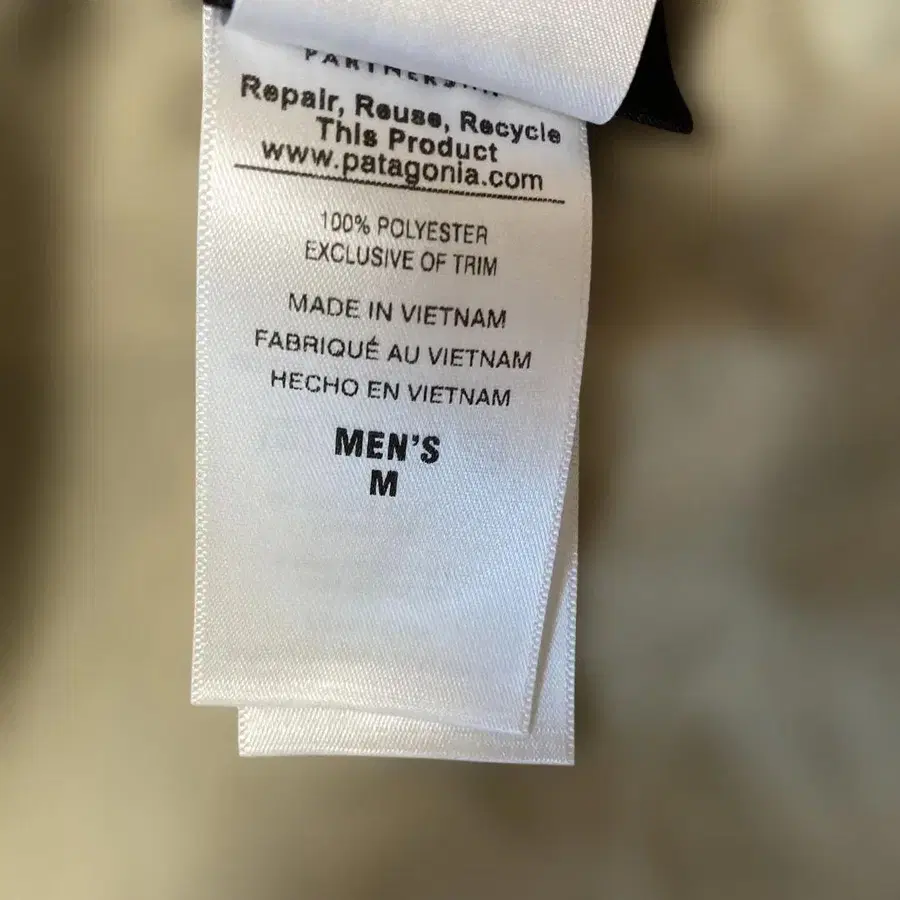 Repair, Reuse, Recycle
This Product
www.patagonia.com
100% POLYESTER
EXCLUSIVE OF TRIM
MADE IN VIETNAM
FABRIQUÉ AU VIETNAM
HECHO EN VIETNAM
MEN'S
M